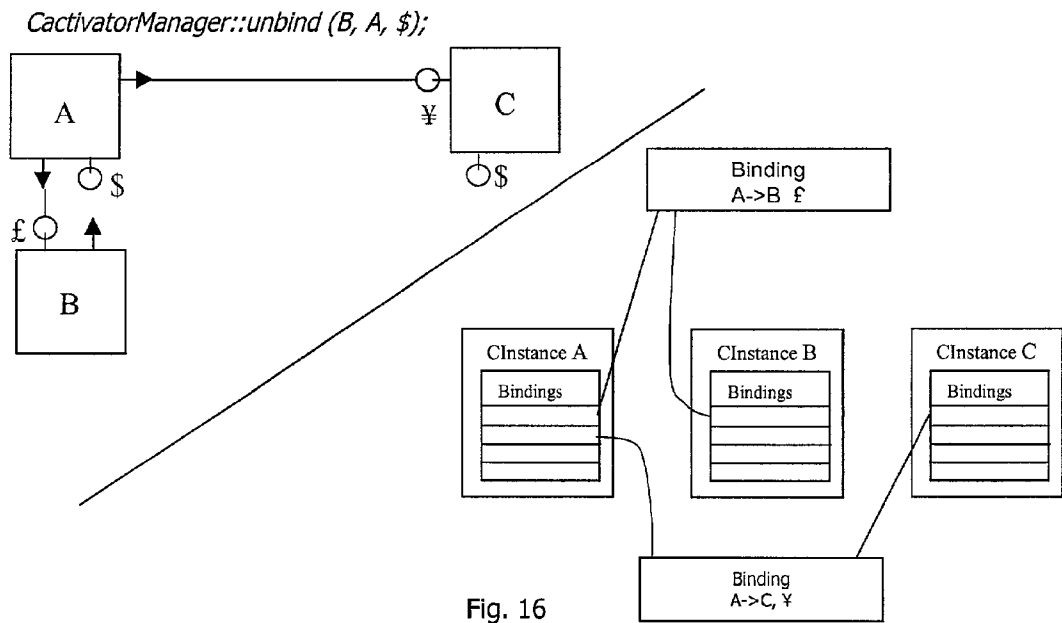 CactivatorManager::unbind (B, A, $);
A
C
¥
$
$
£
B
Binding
A->B £
CInstance A
Bindings
CInstance B
Bindings
CInstance C
Bindings
Binding
A->C, ¥
Fig. 16